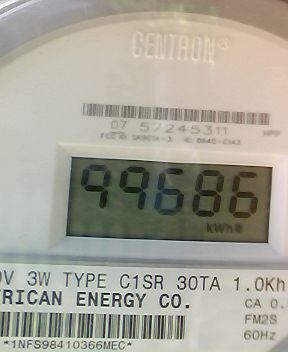 CENTRON®
07 57245311
HPP
99686
kWh
0V 3W TYPE C1SR 30TA 1.0Kh
RICAN ENERGY CO.
CA 0.
FM2S
60Hz
*1NFS98410366MEC*